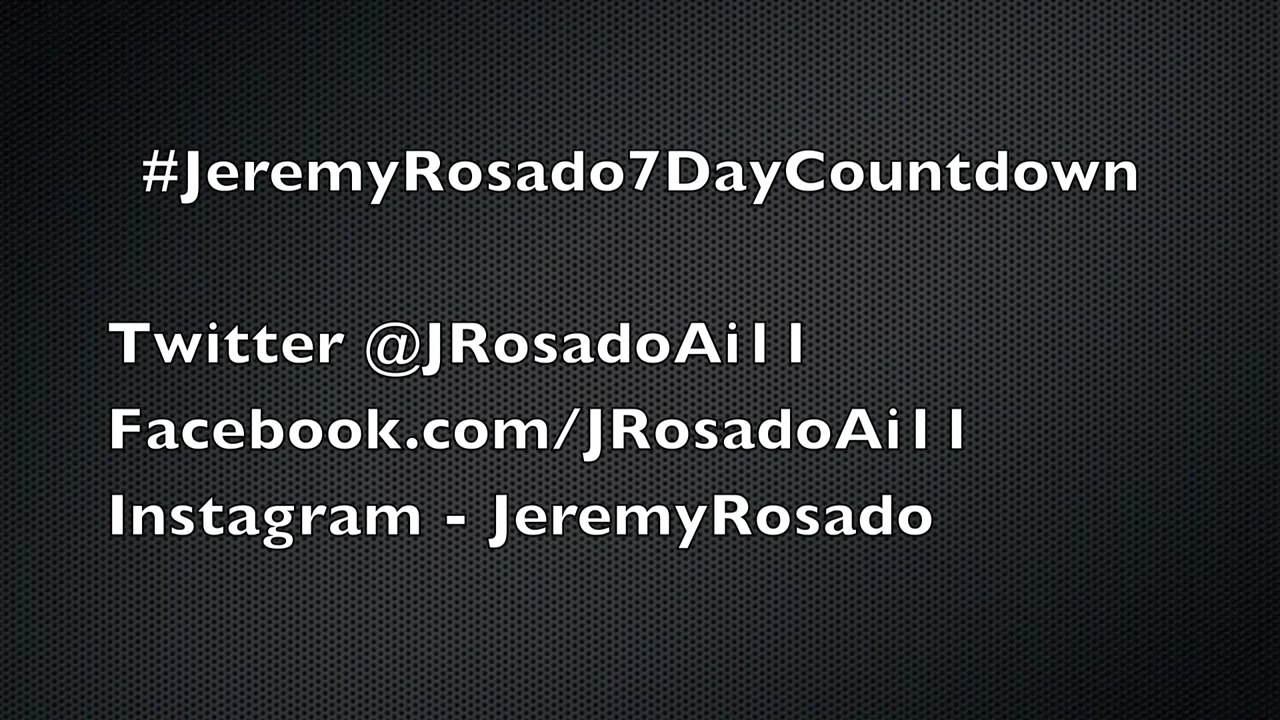 #JeremyRosado7DayCountdown
Twitter @JRosadoAi11
Facebook.com/JRosadoAi11
Instagram - JeremyRosado